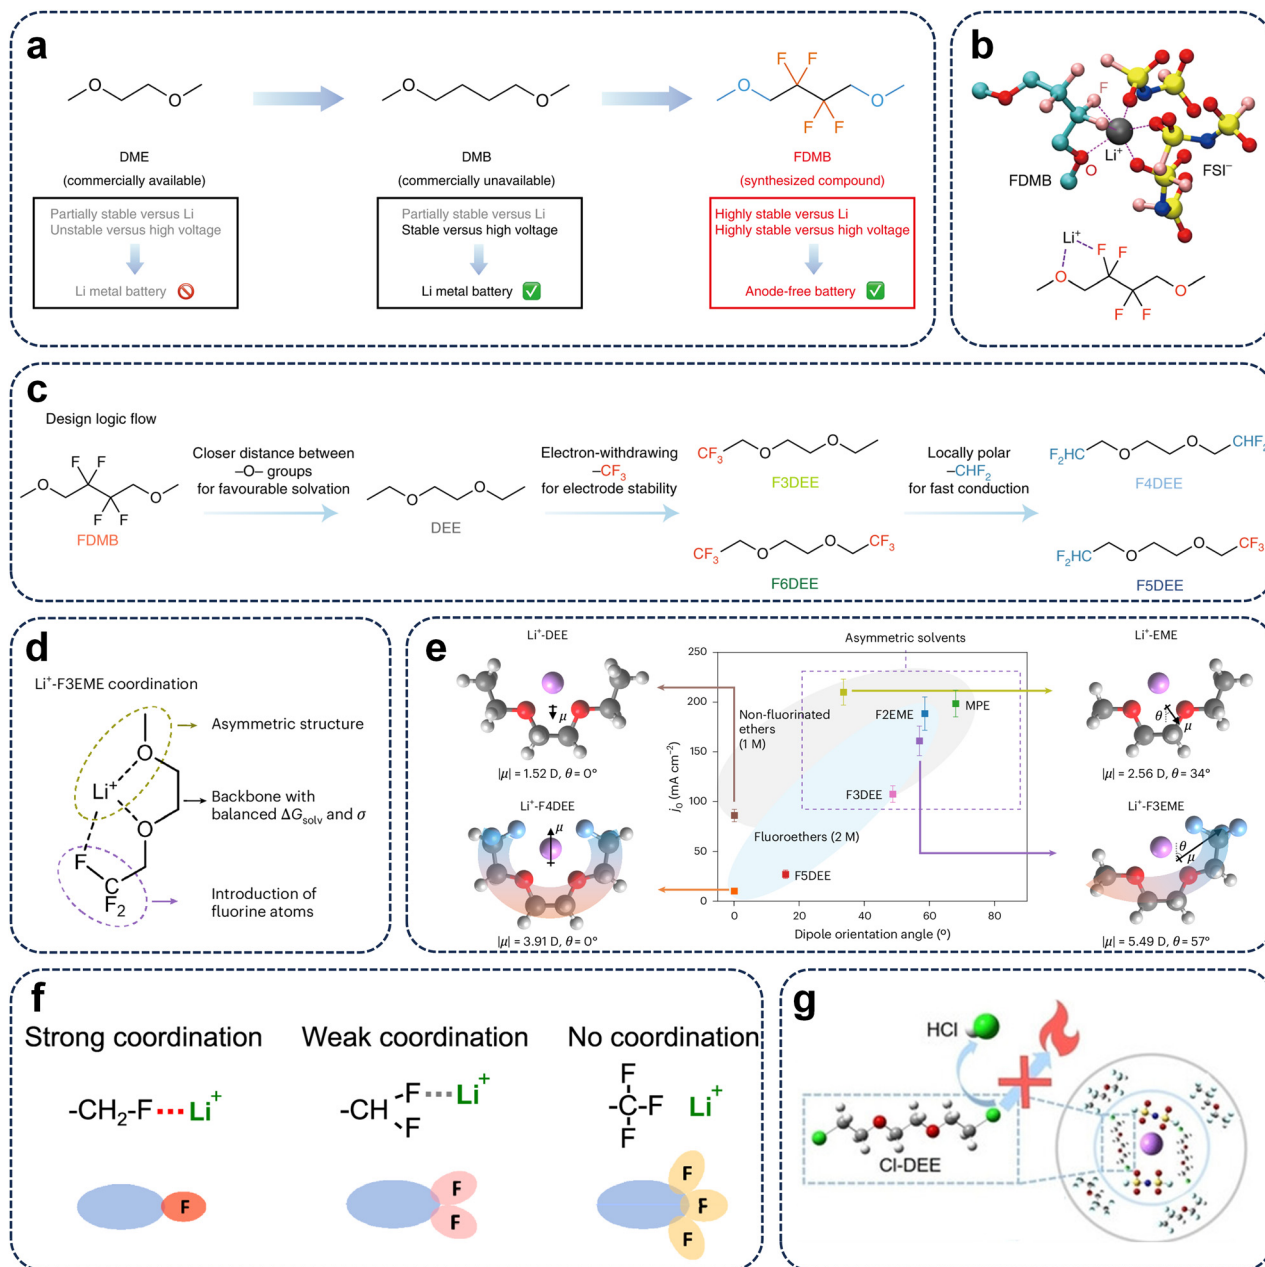 a
DME
(commercially available)
Partially stable versus Li
Unstable versus high voltage
Li metal battery
DMB
(commercially unavailable)
Partially stable versus Li
Stable versus high voltage
Li metal battery
F F
F F
FDMB
(synthesized compound)
Highly stable versus Li
Highly stable versus high voltage
Anode-free battery
b
F
Li⁺
O
FDMB
FSI⁻
Li⁺
F F
O
O
F F
c
Design logic flow
F F
O
O
F F
FDMB
Closer distance between
–O– groups
for favourable solvation
O
O
DEE
Electron-withdrawing
–CF₃
for electrode stability
CF₃
O
O
F3DEE
CF₃
O
O
CF₃
F6DEE
Locally polar
–CHF₂
for fast conduction
F₂HC
O
O
CHF₂
F4DEE
F₂HC
O
O
CF₃
F5DEE
d
Li⁺-F3EME coordination
Asymmetric structure
O
Li⁺
Backbone with
balanced ΔG_solv and σ
O
F
C
F₂
Introduction of
fluorine atoms
e
Li⁺-DEE
μ
|μ| = 1.52 D, θ = 0°
Li⁺-F4DEE
μ
|μ| = 3.91 D, θ = 0°
Asymmetric solvents
j₀ (mA cm⁻²)
250
200
150
100
50
0
Non-fluorinated
ethers
(1 M)
F2EME
MPE
F3DEE
Fluoroethers (2 M)
F5DEE
0 20 40 60 80
Dipole orientation angle (°)
Li⁺-EME
θ
μ
|μ| = 2.56 D, θ = 34°
Li⁺-F3EME
θ
μ
|μ| = 5.49 D, θ = 57°
f
Strong coordination
-CH₂-F Li⁺
F
Weak coordination
-CH F Li⁺
F
F
F
No coordination
F
-C-F Li⁺
F
F
F
F
g
HCl
Cl-DEE